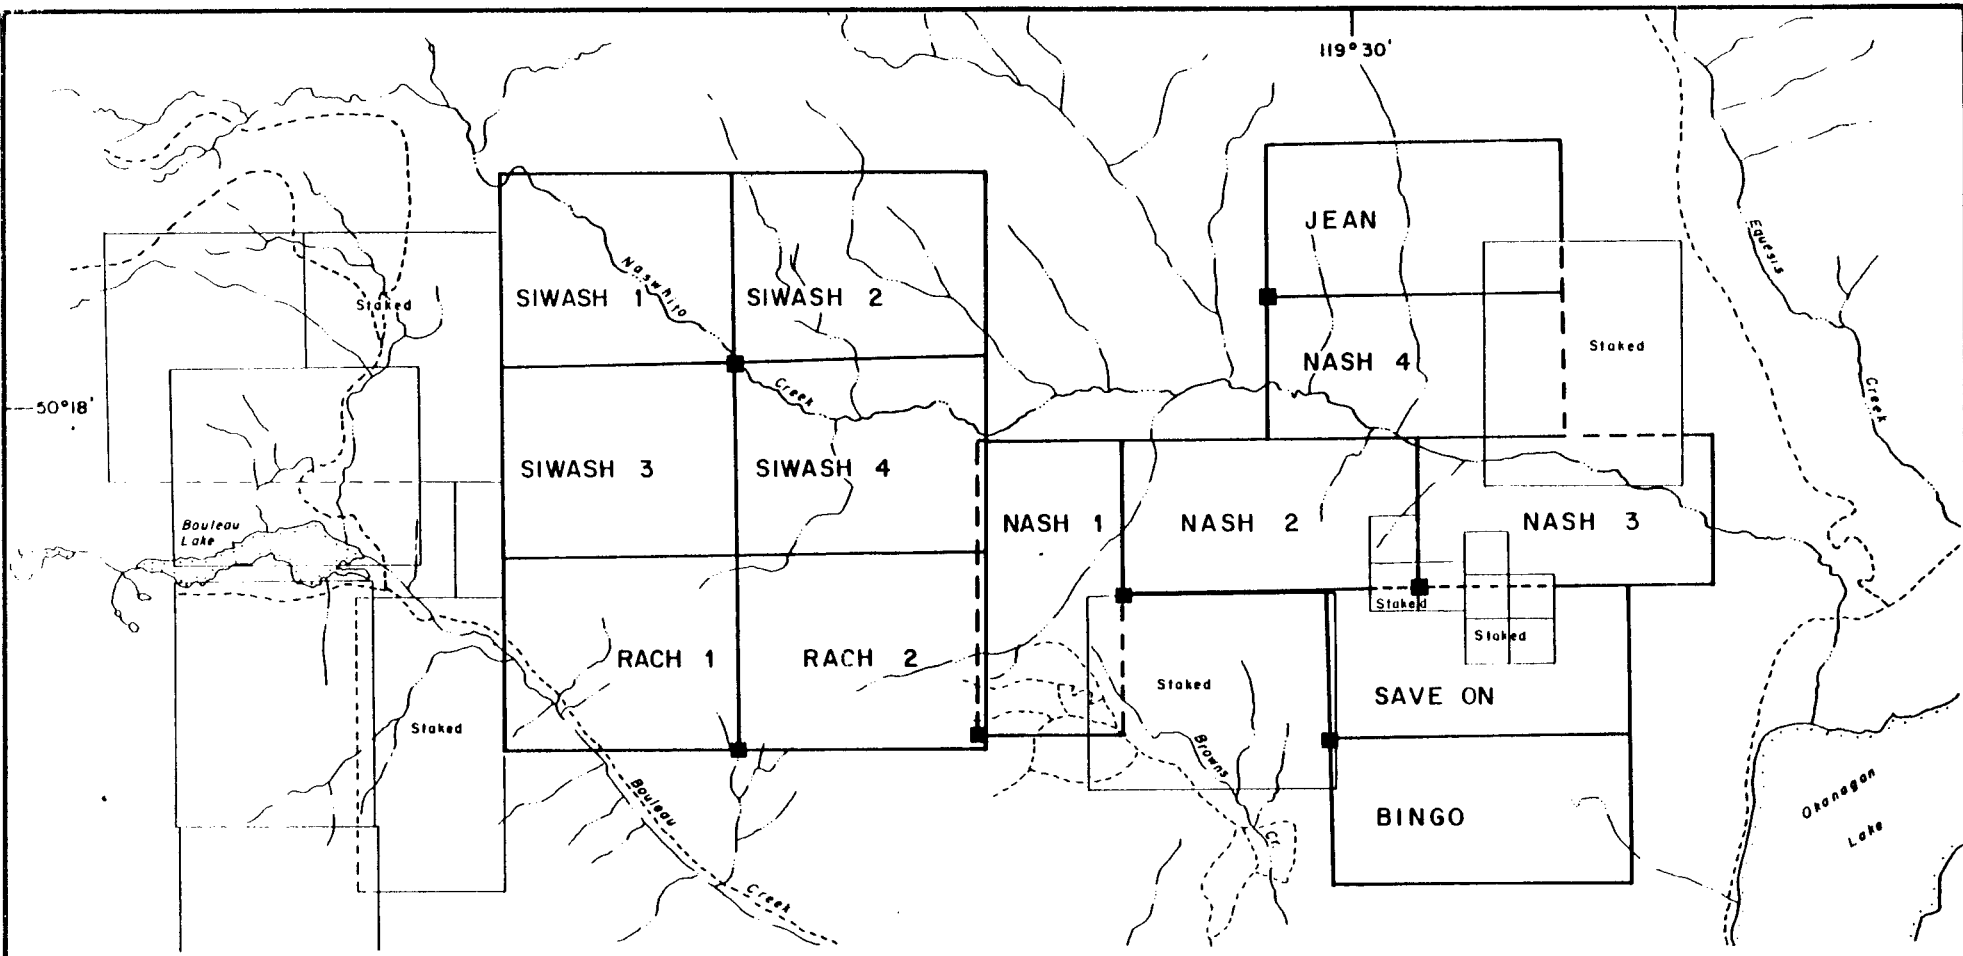 119°30'
JEAN
Equesis
Naswhito
SIWASH 1
SIWASH 2
Staked
Staked
NASH 4
Creek
Creek
50°18'
SIWASH 3
SIWASH 4
Bouleau
Lake
NASH 1
NASH 2
NASH 3
Staked
Staked
RACH 1
RACH 2
Staked
SAVE ON
Staked
Browns
Cr.
Bouleau
Creek
BINGO
Okanagan
Lake